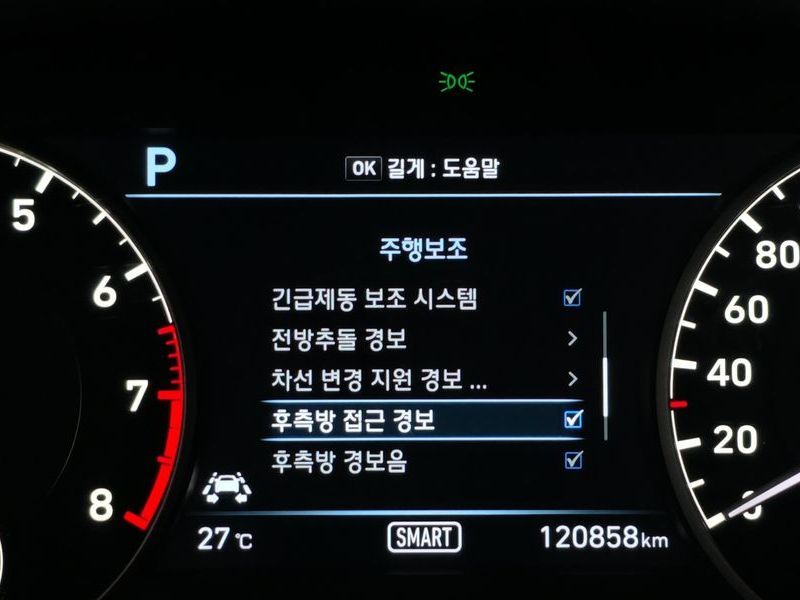 P
OK 길게 : 도움말
주행보조
긴급제동 보조 시스템
전방추돌 경보
차선 변경 지원 경보 ...
후측방 접근 경보
후측방 경보음
27℃
SMART
120858km
5
6
7
8
80
60
40
20
0